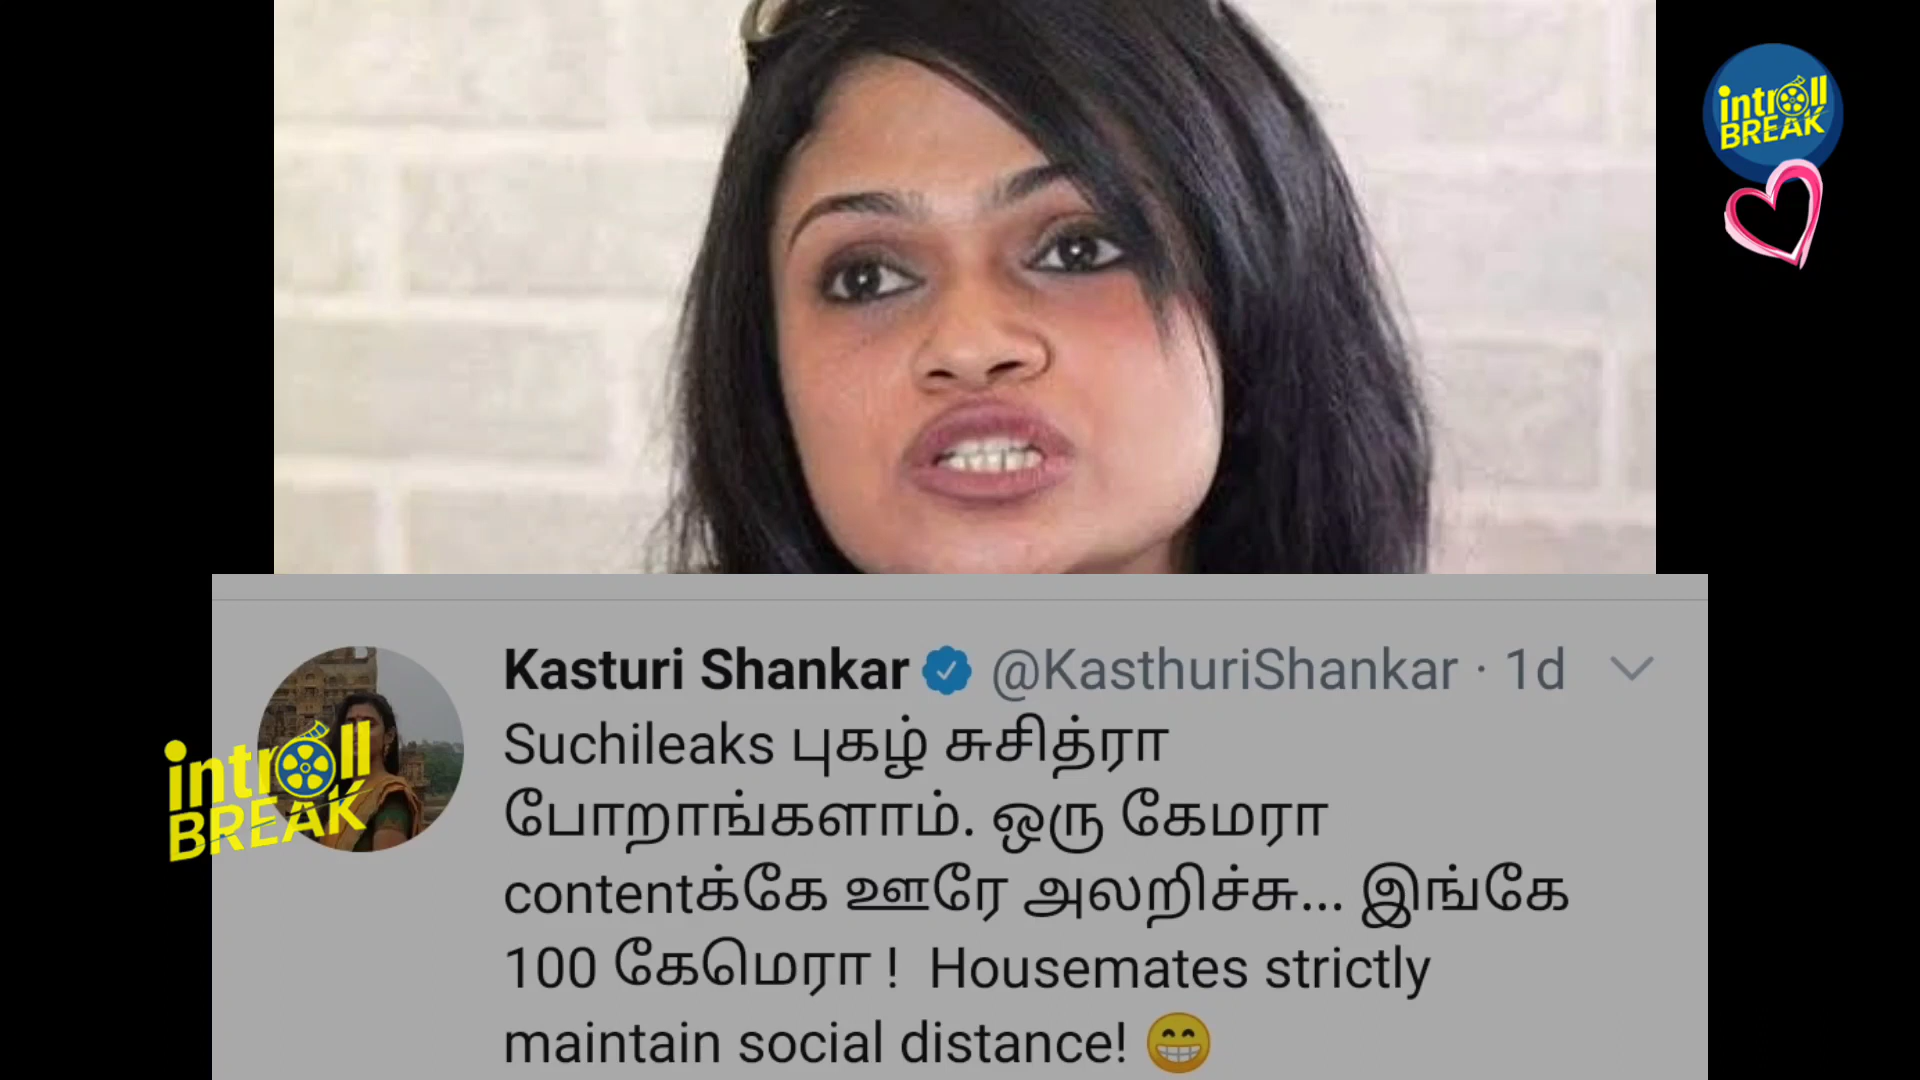 introll
BREAK
Kasturi Shankar @KasthuriShankar · 1d
Suchileaks புகழ் சுசித்ரா
போறாங்களாம். ஒரு கேமரா
contentக்கே ஊரே அலறிச்சு... இங்கே
100 கேமெரா ! Housemates strictly
maintain social distance! 😁
introll
BREAK